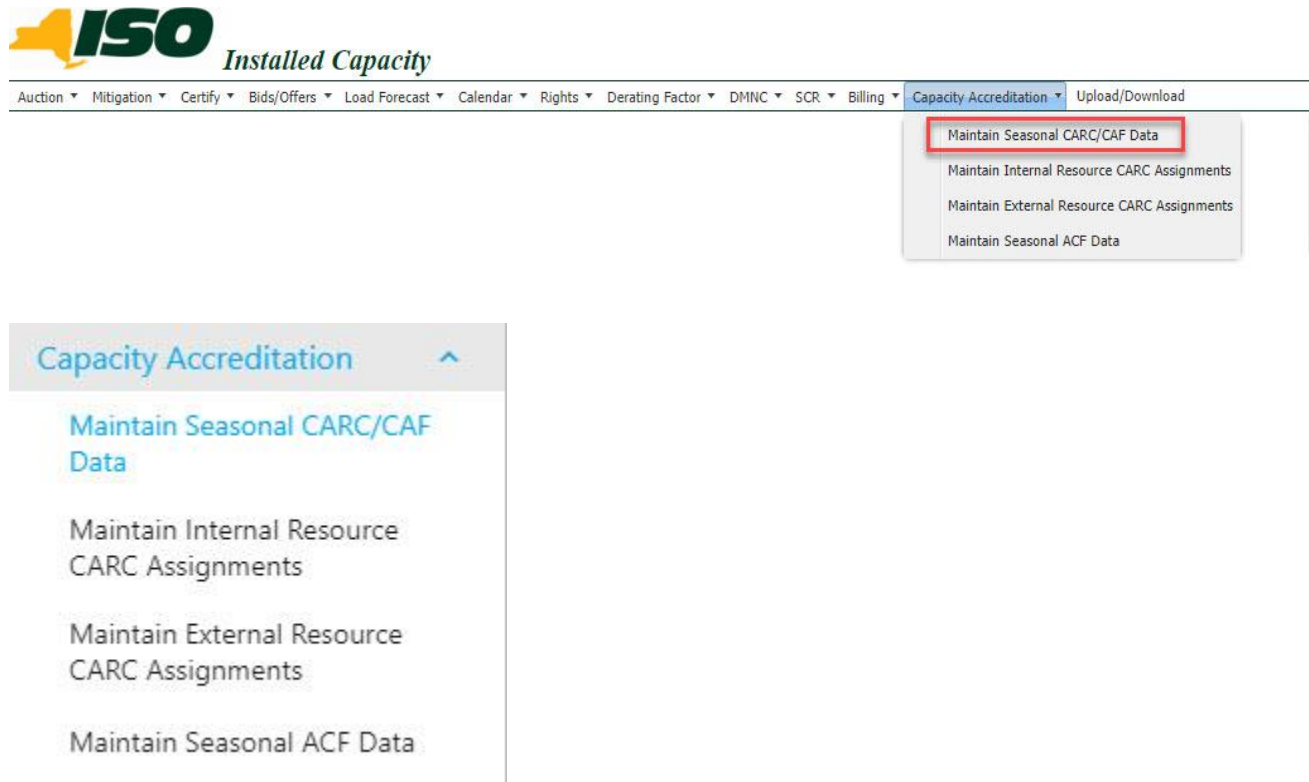 ISO
Installed Capacity
Auction Mitigation Certify Bids/Offers Load Forecast Calendar Rights Derating Factor DMNC SCR Billing Capacity Accreditation Upload/Download
Maintain Seasonal CARC/CAF Data
Maintain Internal Resource CARC Assignments
Maintain External Resource CARC Assignments
Maintain Seasonal ACF Data
Capacity Accreditation
Maintain Seasonal CARC/CAF
Data
Maintain Internal Resource
CARC Assignments
Maintain External Resource
CARC Assignments
Maintain Seasonal ACF Data